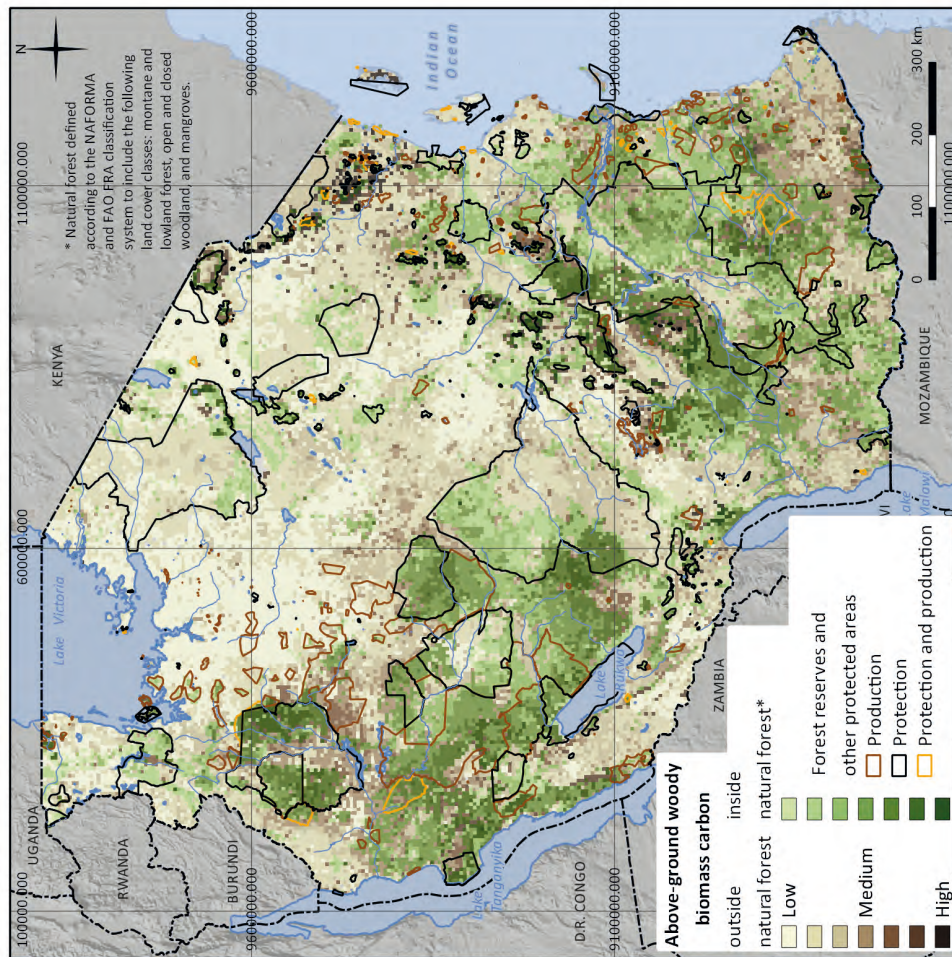 N
* Natural forest defined
according to the NAFORMA
and FAO FRA classification
system to include the following
land cover classes: montane and
lowland forest, open and closed
woodland, and mangroves.
UGANDA
RWANDA
BURUNDI
D.R. CONGO
KENYA
ZAMBIA
MOZAMBIQUE
Lake Victoria
Lake
Tanganyika
Lake
Rukwa
Indian
Ocean
Malawi
100000.000
600000.000
1100000.000
9600000.000
9100000.000
9600000.000
9100000.000
0 100 200 300 km
Above-ground woody
biomass carbon
outside inside
natural forest natural forest*
Low
Medium
High
Forest reserves and
other protected areas
Production
Protection
Protection and production